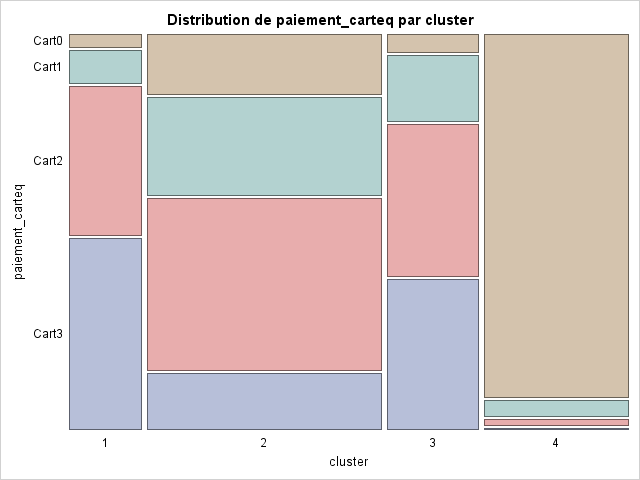 Distribution de paiement_carteq par cluster
Cart0
Cart1
Cart2
Cart3
paiement_carteq
1 2 3 4
cluster